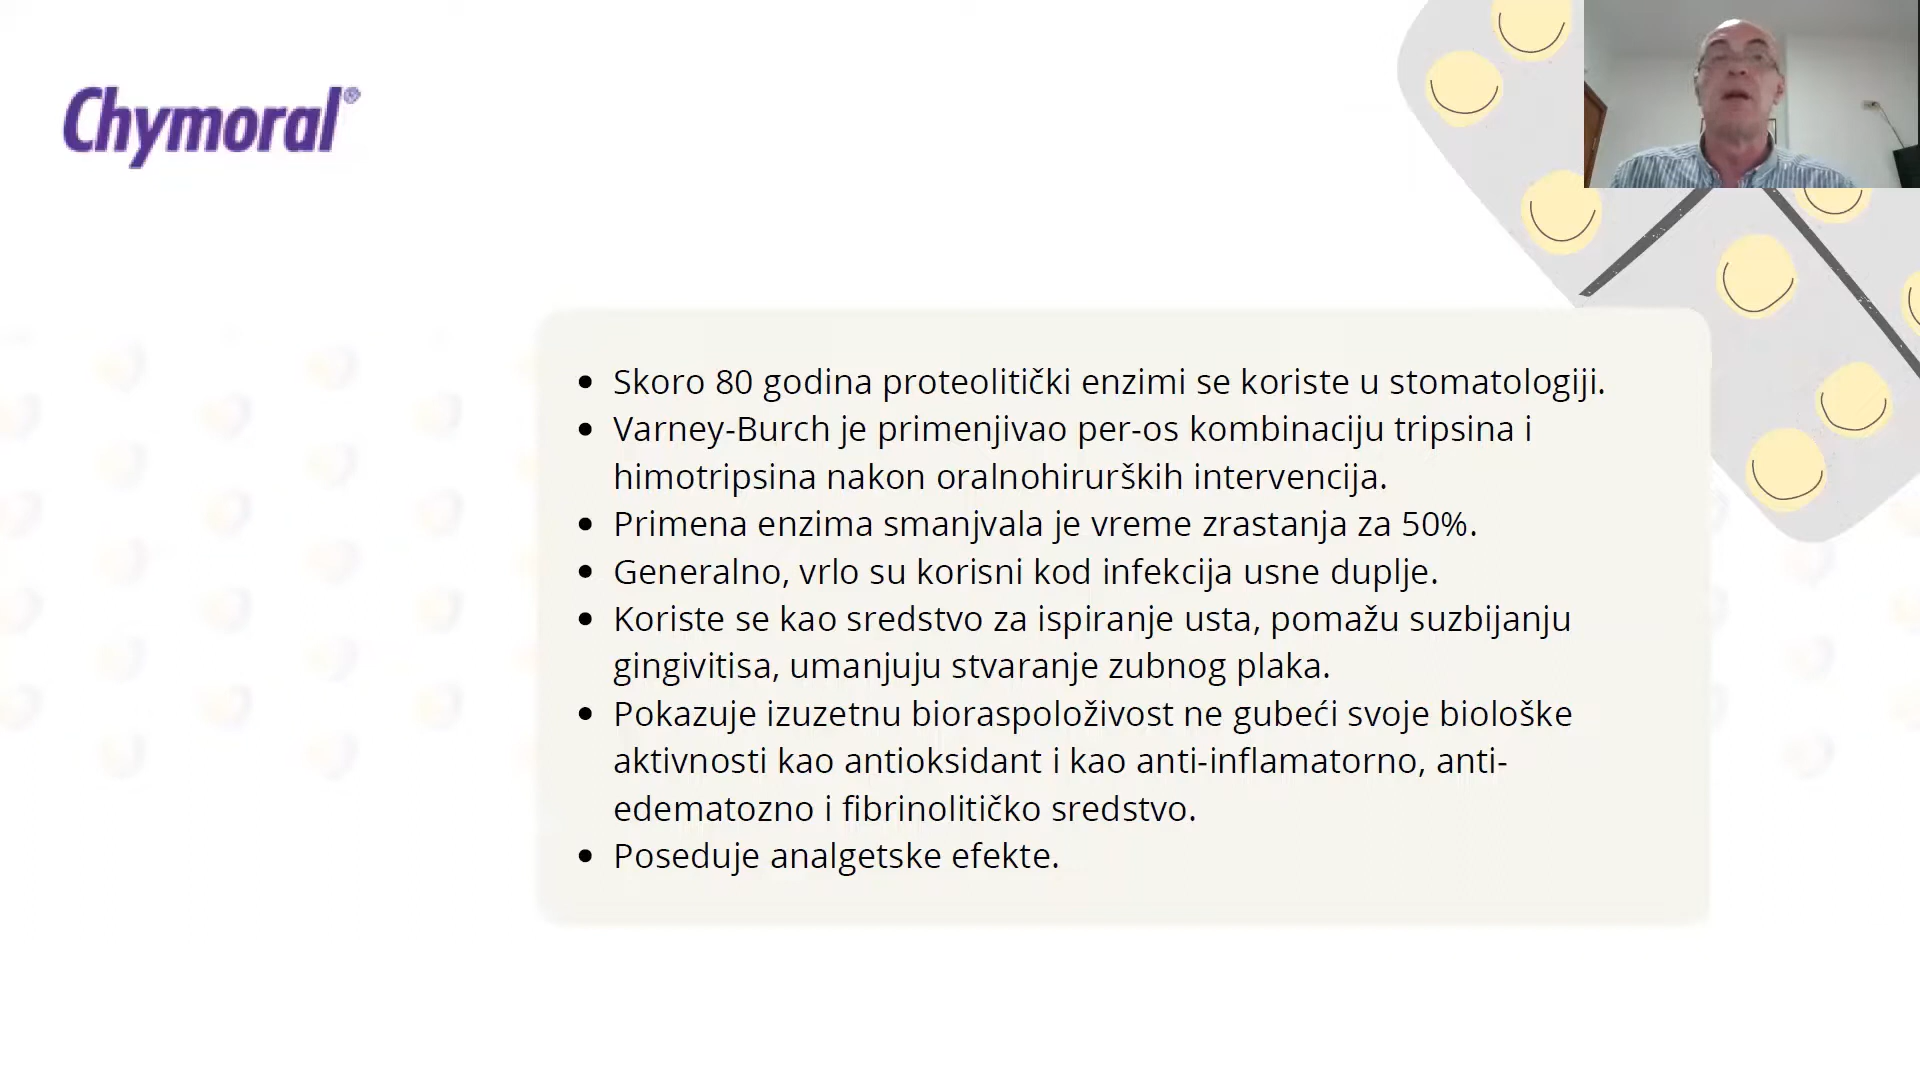 Chymoral®
• Skoro 80 godina proteolitički enzimi se koriste u stomatologiji.
• Varney-Burch je primenjivao per-os kombinaciju tripsina i
himotripsina nakon oralnohirurških intervencija.
• Primena enzima smanjvala je vreme zrastanja za 50%.
• Generalno, vrlo su korisni kod infekcija usne duplje.
• Koriste se kao sredstvo za ispiranje usta, pomažu suzbijanju
gingivitisa, umanjuju stvaranje zubnog plaka.
• Pokazuje izuzetnu bioraspoloživost ne gubeći svoje biološke
aktivnosti kao antioksidant i kao anti-inflamatorno, anti-
edematozno i fibrinolitičko sredstvo.
• Poseduje analgetske efekte.